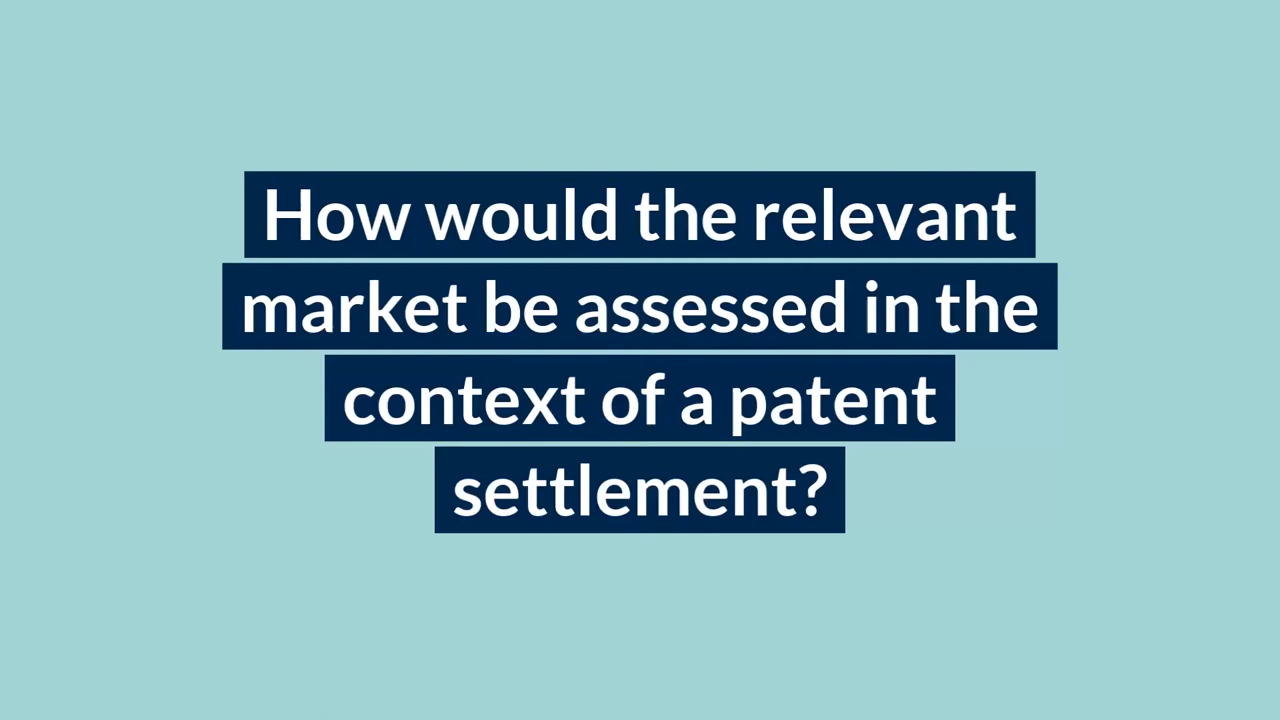 How would the relevant
market be assessed in the
context of a patent
settlement?